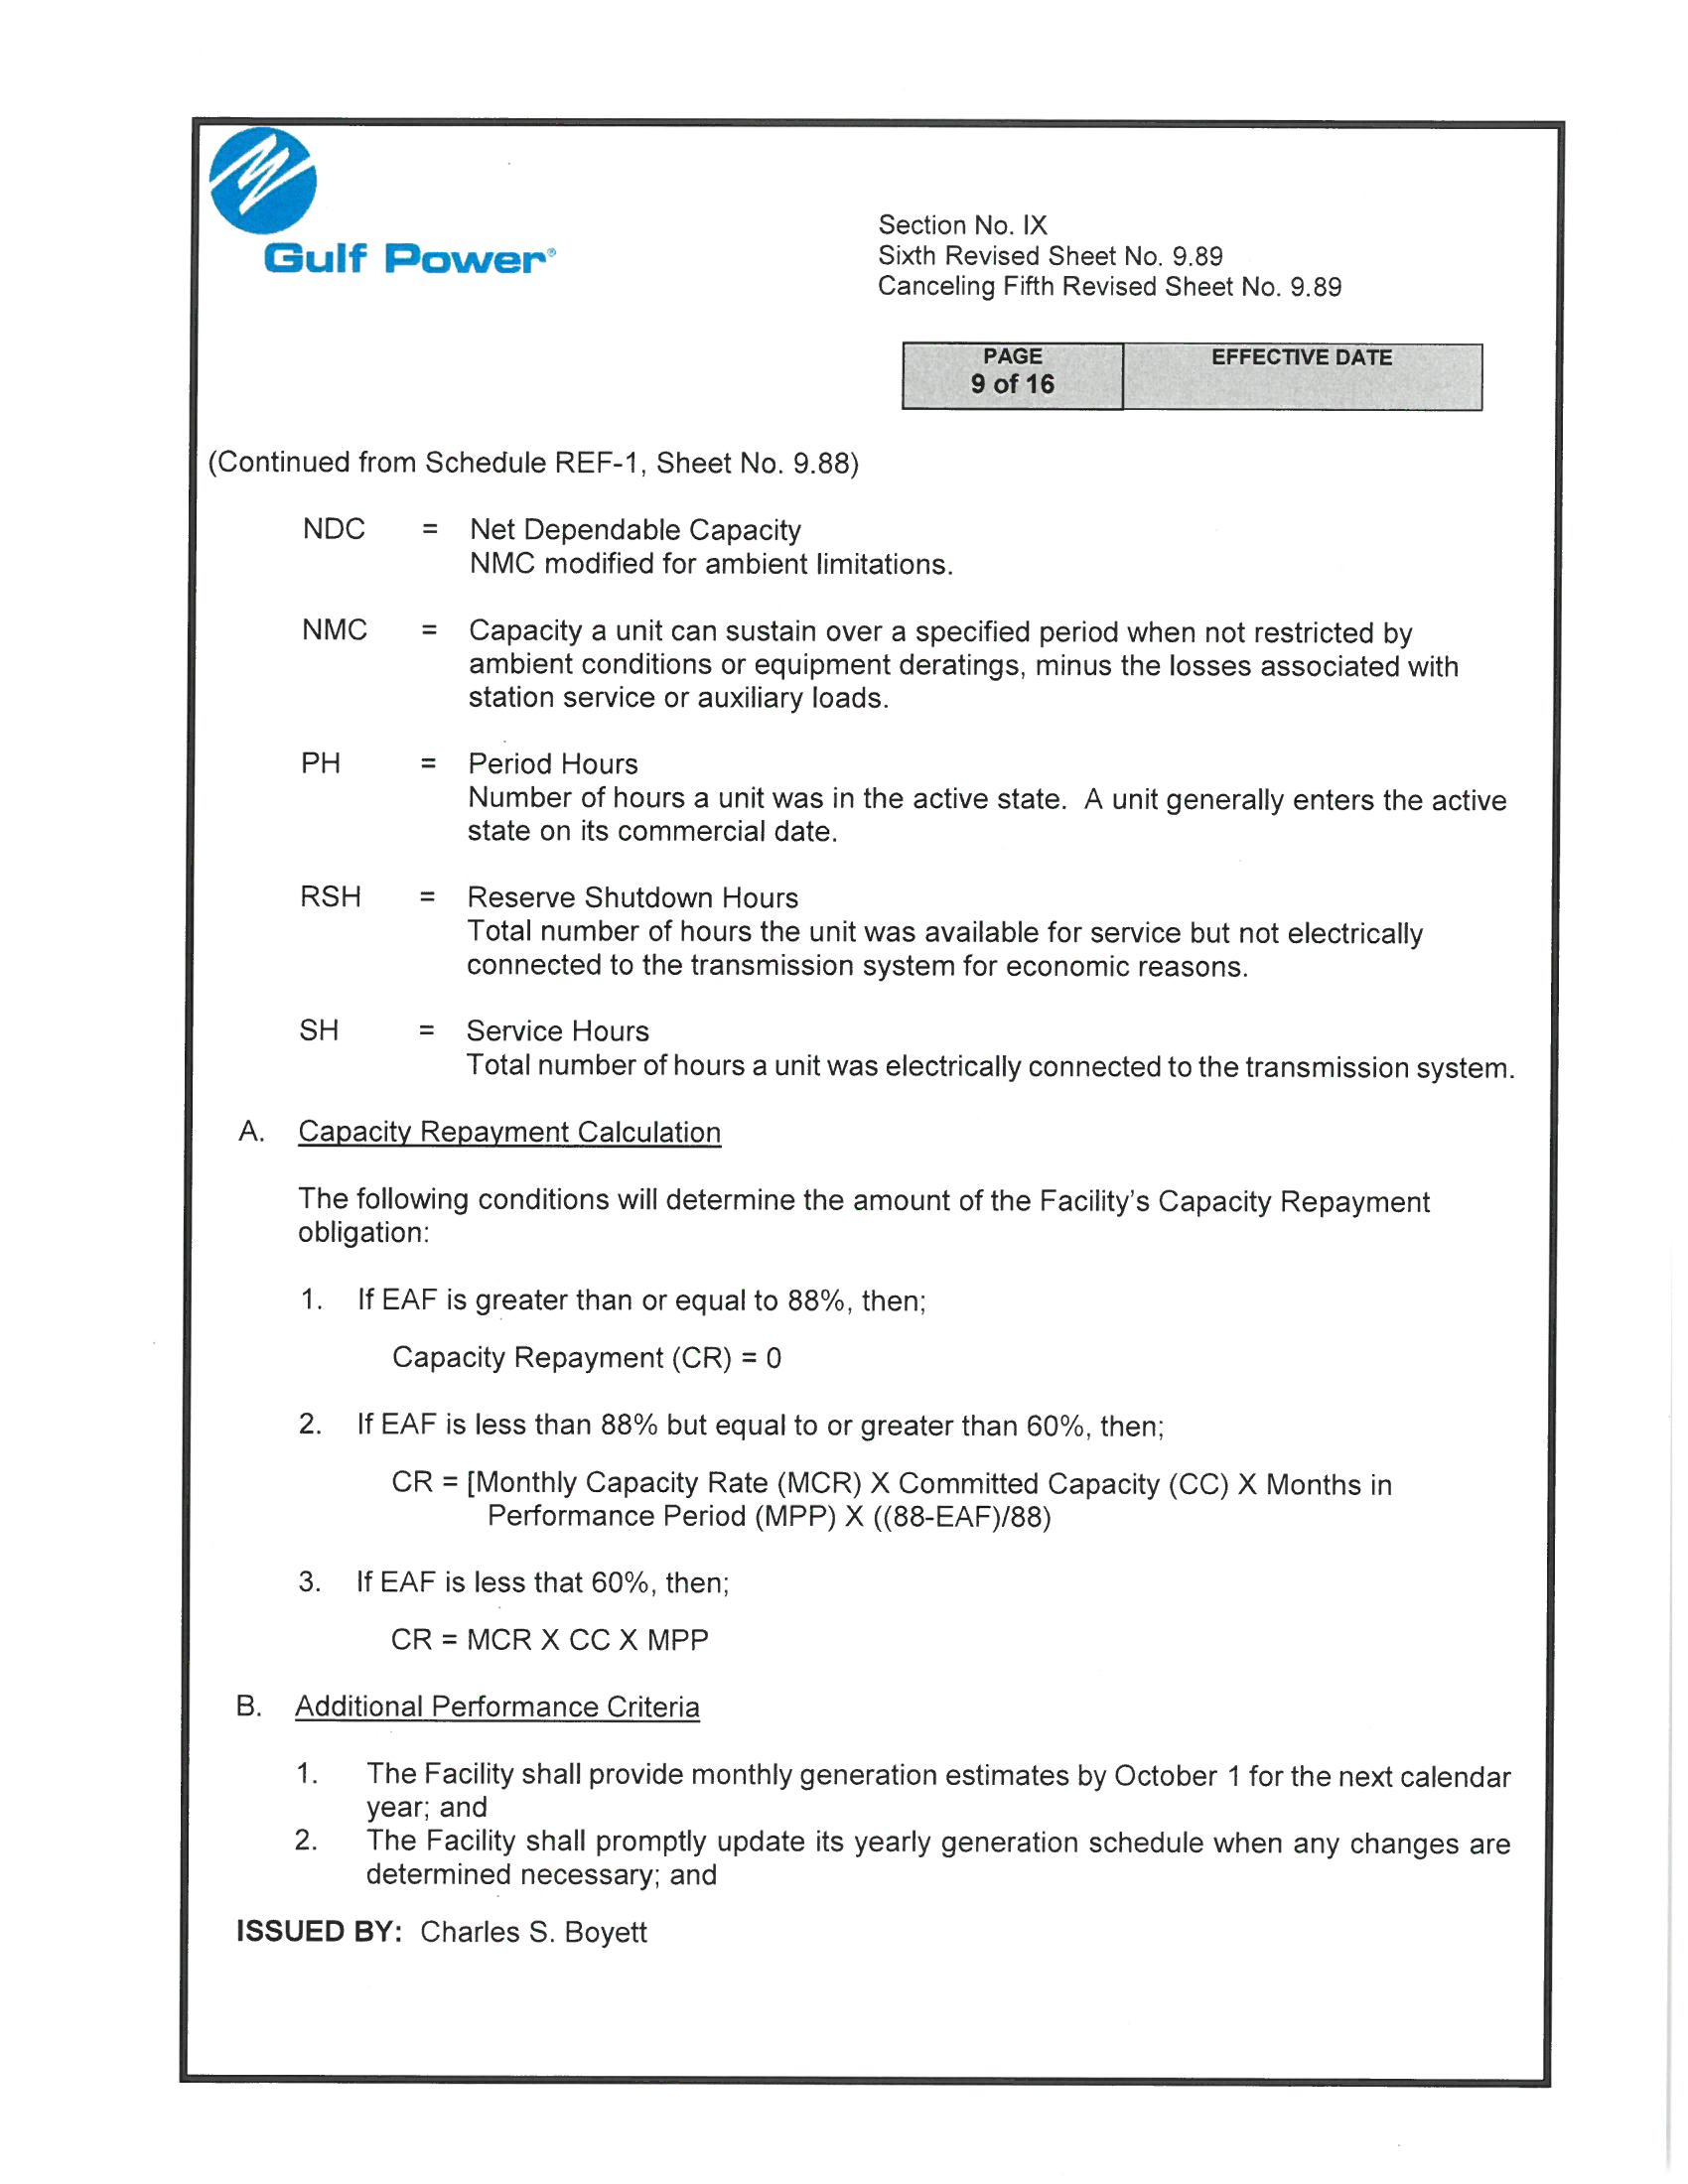 Gulf Power®
Section No. IX
Sixth Revised Sheet No. 9.89
Canceling Fifth Revised Sheet No. 9.89
PAGE
9 of 16
EFFECTIVE DATE
(Continued from Schedule REF-1, Sheet No. 9.88)
NDC = Net Dependable Capacity
NMC modified for ambient limitations.
NMC = Capacity a unit can sustain over a specified period when not restricted by
ambient conditions or equipment deratings, minus the losses associated with
station service or auxiliary loads.
PH = Period Hours
Number of hours a unit was in the active state. A unit generally enters the active
state on its commercial date.
RSH = Reserve Shutdown Hours
Total number of hours the unit was available for service but not electrically
connected to the transmission system for economic reasons.
SH = Service Hours
Total number of hours a unit was electrically connected to the transmission system.
A. Capacity Repayment Calculation
The following conditions will determine the amount of the Facility's Capacity Repayment
obligation:
1. If EAF is greater than or equal to 88%, then;
Capacity Repayment (CR) = 0
2. If EAF is less than 88% but equal to or greater than 60%, then;
CR = [Monthly Capacity Rate (MCR) X Committed Capacity (CC) X Months in
Performance Period (MPP) X ((88-EAF)/88)
3. If EAF is less that 60%, then;
CR = MCR X CC X MPP
B. Additional Performance Criteria
1. The Facility shall provide monthly generation estimates by October 1 for the next calendar
year; and
2. The Facility shall promptly update its yearly generation schedule when any changes are
determined necessary; and
ISSUED BY: Charles S. Boyett